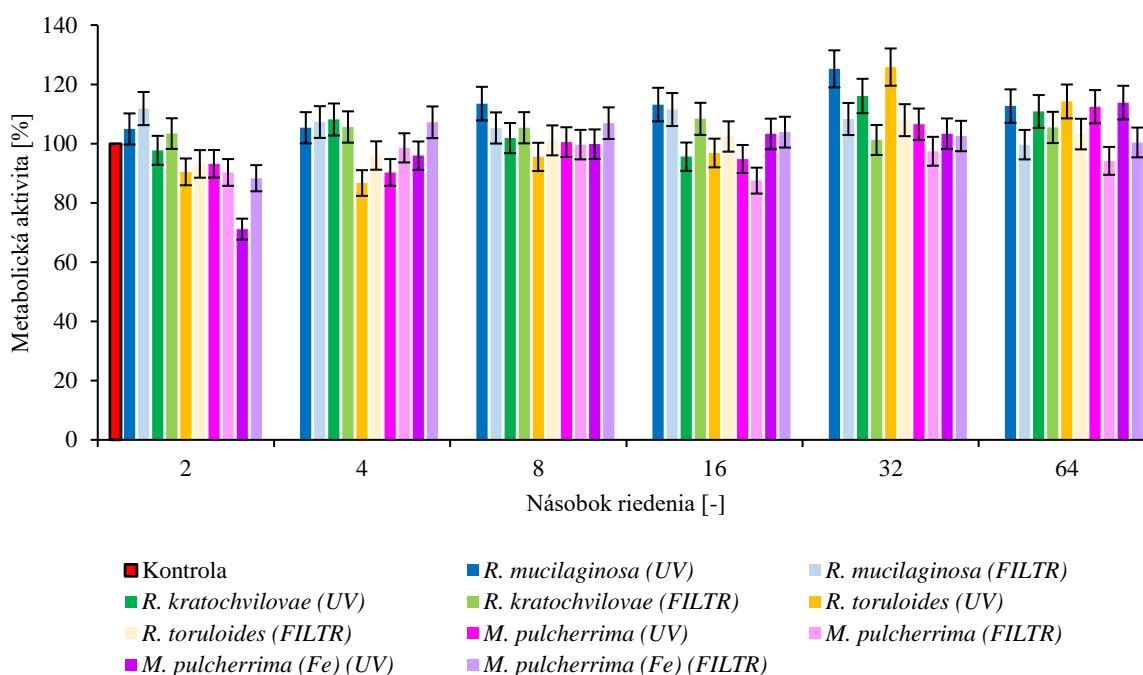 140
120
100
80
60
40
20
0
Metabolická aktivita [%]
2 4 8 16 32 64
Násobok riedenia [-]
Kontrola R. mucilaginosa (UV) R. mucilaginosa (FILTR)
R. kratochvilovae (UV) R. kratochvilovae (FILTR) R. toruloides (UV)
R. toruloides (FILTR) M. pulcherrima (UV) M. pulcherrima (FILTR)
M. pulcherrima (Fe) (UV) M. pulcherrima (Fe) (FILTR)